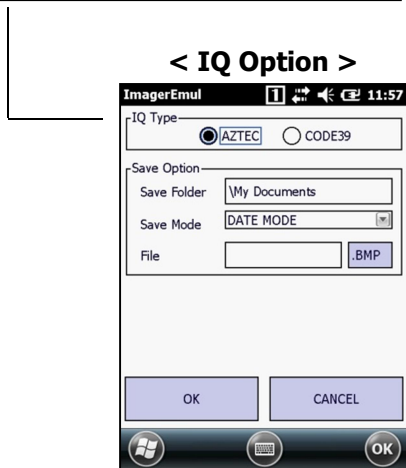 < IQ Option >
ImagerEmul 1 11:57
IQ Type
AZTEC CODE39
Save Option
Save Folder \My Documents
Save Mode DATE MODE
File .BMP
OK CANCEL
OK